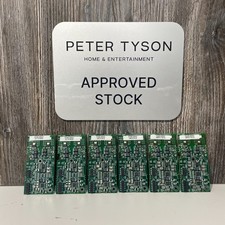 PETER TYSON
HOME & ENTERTAINMENT
APPROVED
STOCK